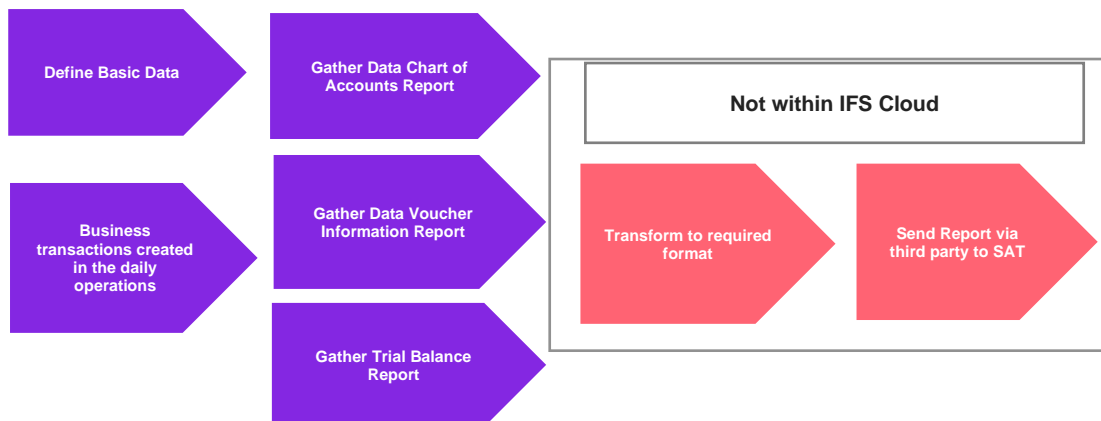 Define Basic Data
Business
transactions created
in the daily
operations
Gather Data Chart of
Accounts Report
Gather Data Voucher
Information Report
Gather Trial Balance
Report
Not within IFS Cloud
Transform to required
format
Send Report via
third party to SAT